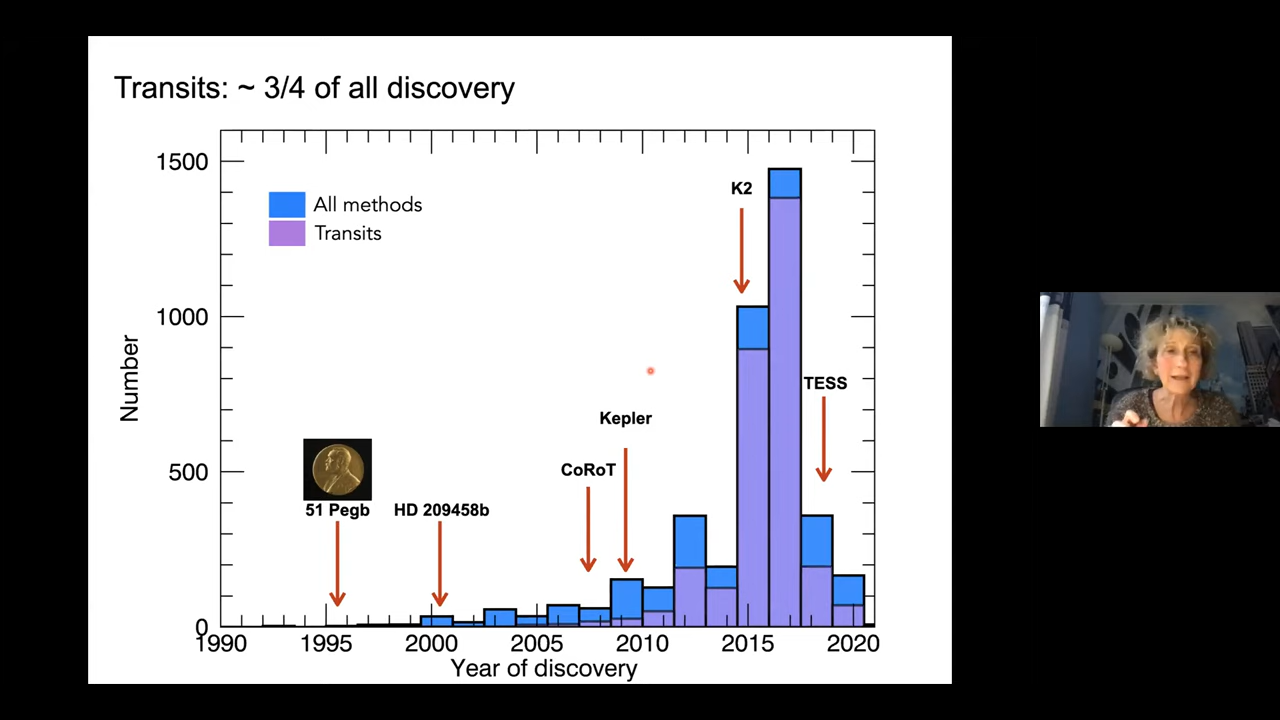 Transits: ~ 3/4 of all discovery
1500
1000
500
0
Number
All methods
Transits
K2
TESS
Kepler
CoRoT
51 Pegb
HD 209458b
1990
1995
2000
2005
2010
2015
2020
Year of discovery